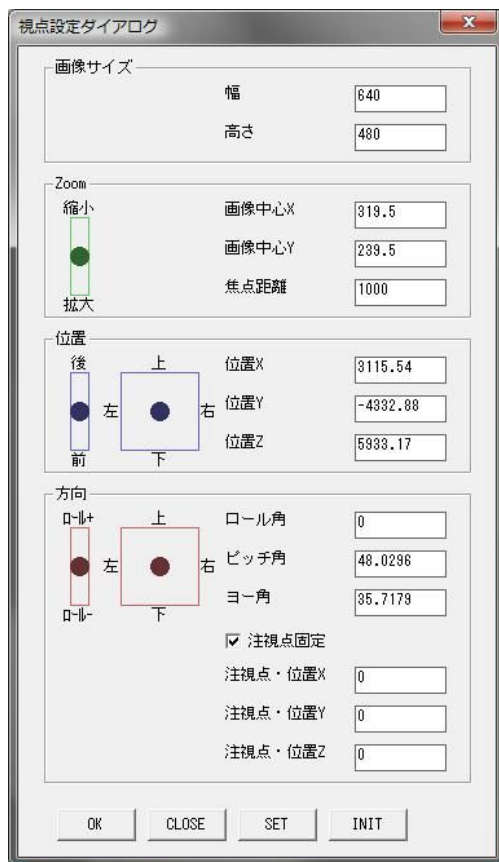 視点設定ダイアログ
画像サイズ
幅 640
高さ 480
Zoom
縮小
拡大
画像中心X 319.5
画像中心Y 239.5
焦点距離 1000
位置
後 上
左 右
前 下
位置X 3115.54
位置Y -4332.88
位置Z 5933.17
方向
ﾛｰﾙ+ 上
左 右
ﾛｰﾙ- 下
ロール角 0
ピッチ角 48.0296
ヨー角 35.7179
注視点固定
注視点・位置X 0
注視点・位置Y 0
注視点・位置Z 0
OK CLOSE SET INIT